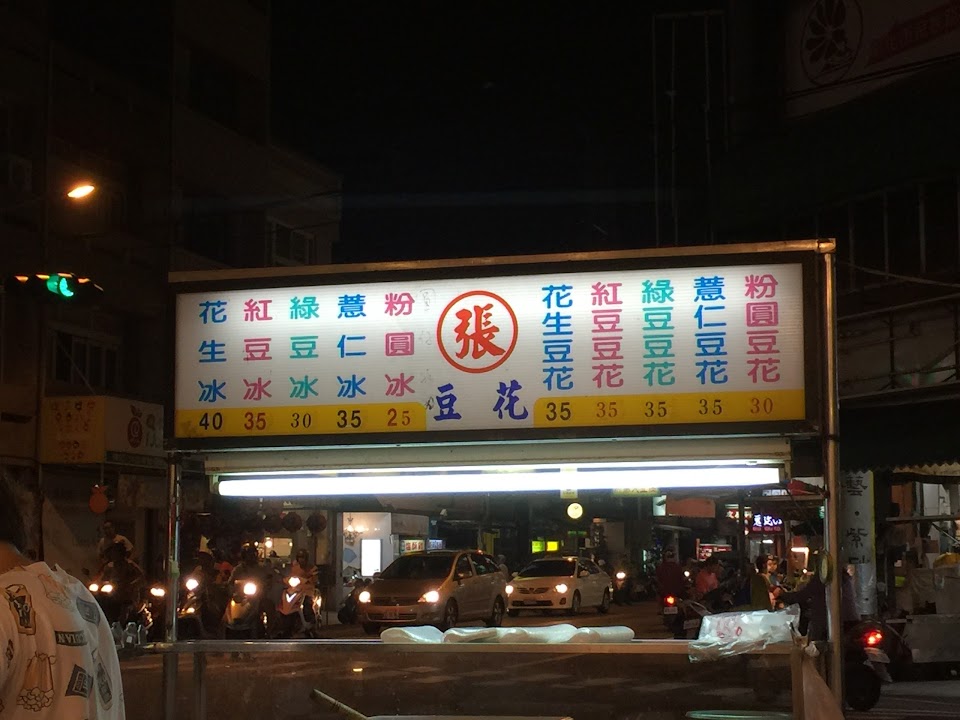 花生冰 40
紅豆冰 35
綠豆冰 30
薏仁冰 35
粉圓冰 25
張
豆花
花生豆花 35
紅豆豆花 35
綠豆豆花 35
薏仁豆花 35
粉圓豆花 30